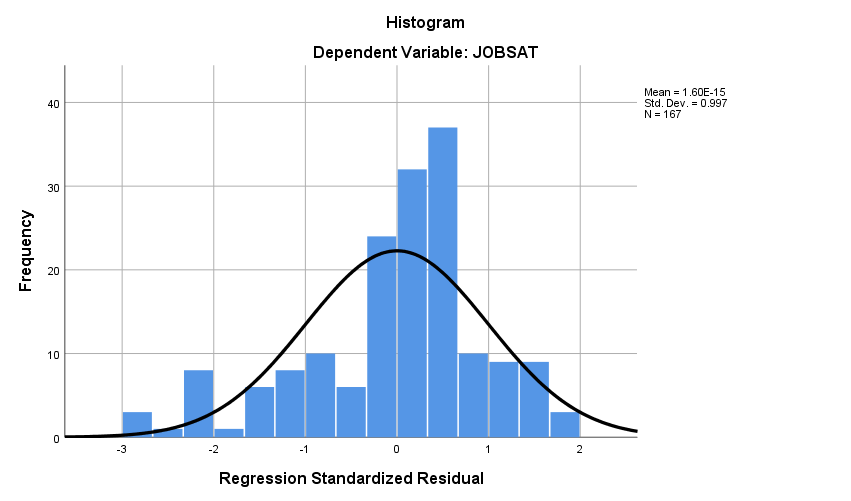 Histogram
Dependent Variable: JOBSAT
Mean = 1.60E-15
Std. Dev. = 0.997
N = 167
Frequency
40
30
20
10
0
-3 -2 -1 0 1 2
Regression Standardized Residual